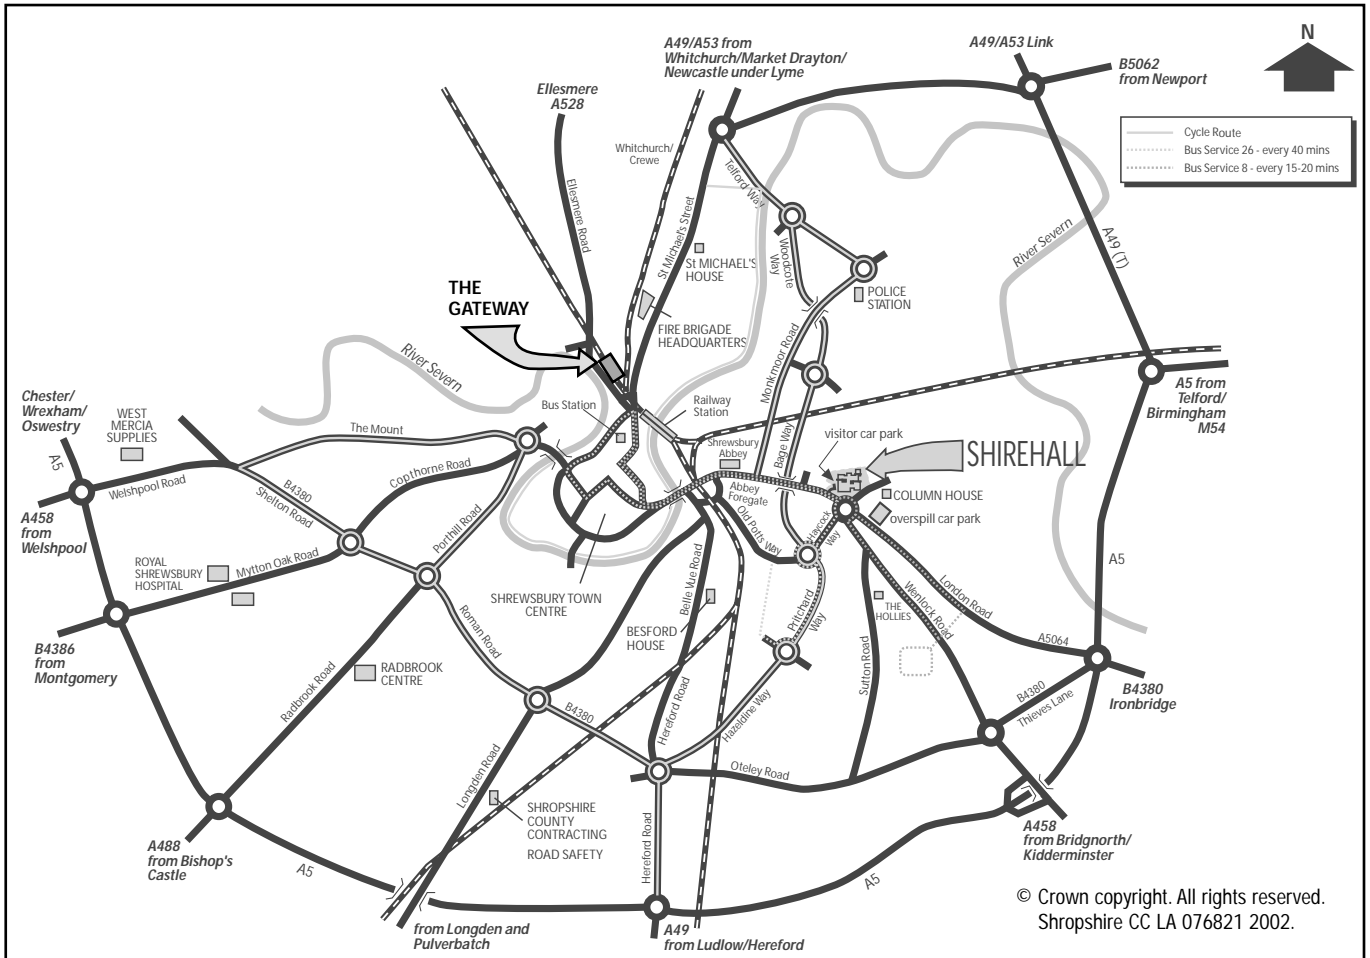 A49/A53 from
Whitchurch/Market Drayton/
Newcastle under Lyme
A49/A53 Link
B5062
from Newport
N
Ellesmere
A528
Cycle Route
Bus Service 26 - every 40 mins
Bus Service 8 - every 15-20 mins
Whitchurch/
Crewe
Telford Way
Ellesmere Road
St Michael's Street
Woodcote
Way
River Severn
A49 (T)
St MICHAEL'S
HOUSE
POLICE
STATION
THE
GATEWAY
FIRE BRIGADE
HEADQUARTERS
River Severn
Monkmoor Road
A5 from
Telford/
Birmingham
M54
Chester/
Wrexham/
Oswestry
WEST
MERCIA
SUPPLIES
Bus Station
Railway
Station
The Mount
Shrewsbury
Abbey
Bage Way
visitor car park
SHIREHALL
A5
Copthorne Road
Welshpool Road
B4380
Shelton Road
Abbey
Foregate
COLUMN HOUSE
overspill car park
A458
from
Welshpool
Porthill Road
Old Potts Way
Haycock
Way
ROYAL
SHREWSBURY
HOSPITAL
Mytton Oak Road
A5
Belle Vue Road
SHREWSBURY TOWN
CENTRE
London Road
Wenlock Road
Pritchard
Way
THE
HOLLIES
Roman Road
BESFORD
HOUSE
A5064
B4386
from
Montgomery
RADBROOK
CENTRE
Radbrook Road
Sutton Road
B4380
Thieves Lane
B4380
Ironbridge
B4380
Hereford Road
Hazeldine Way
Longden Road
Oteley Road
SHROPSHIRE
COUNTY
CONTRACTING
ROAD SAFETY
Hereford Road
A458
from Bridgnorth/
Kidderminster
A488
from Bishop's
Castle
A5
A5
© Crown copyright. All rights reserved.
Shropshire CC LA 076821 2002.
from Longden and
Pulverbatch
A49
from Ludlow/Hereford